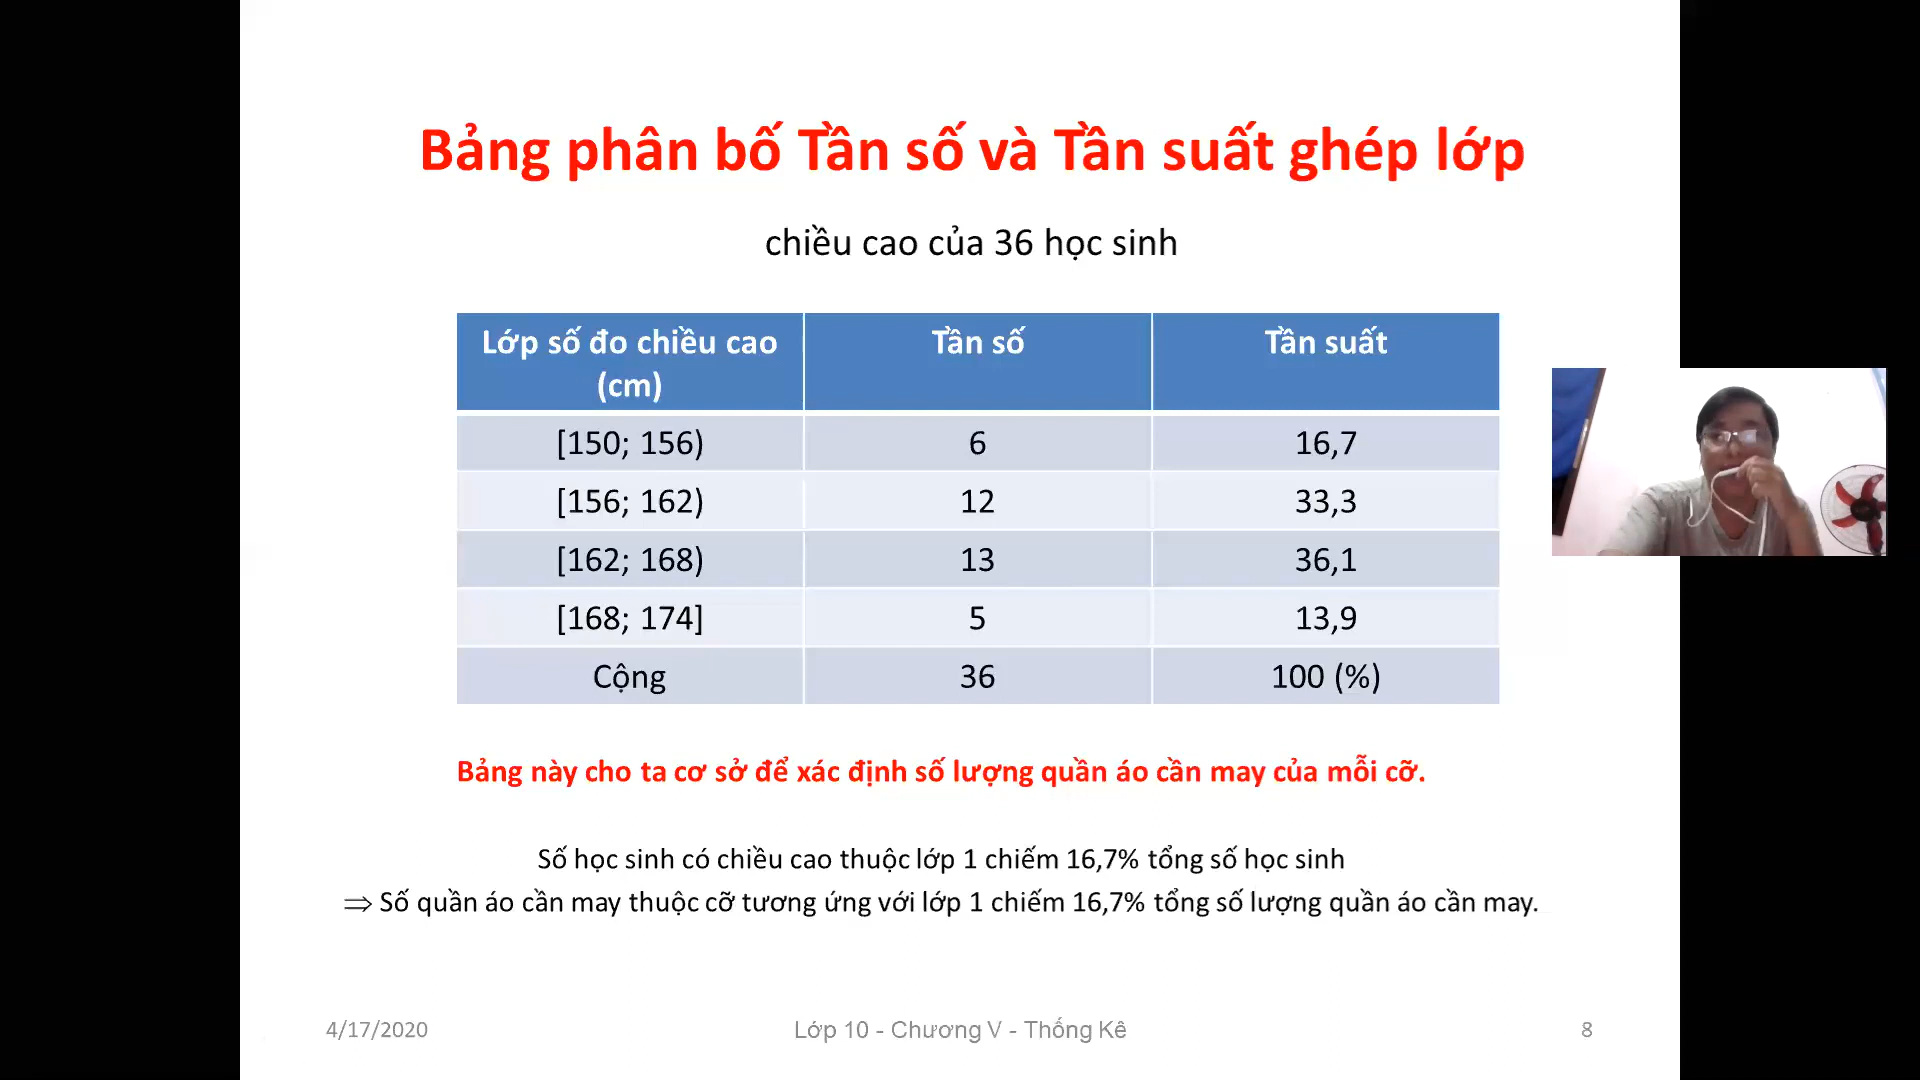 Bảng phân bố Tần số và Tần suất ghép lớp
chiều cao của 36 học sinh
Lớp số đo chiều cao (cm) Tần số Tần suất
[150; 156) 6 16,7
[156; 162) 12 33,3
[162; 168) 13 36,1
[168; 174] 5 13,9
Cộng 36 100 (%)
Bảng này cho ta cơ sở để xác định số lượng quần áo cần may của mỗi cỡ.
Số học sinh có chiều cao thuộc lớp 1 chiếm 16,7% tổng số học sinh
⇒ Số quần áo cần may thuộc cỡ tương ứng với lớp 1 chiếm 16,7% tổng số lượng quần áo cần may.
4/17/2020 Lớp 10 - Chương V - Thống Kê 8